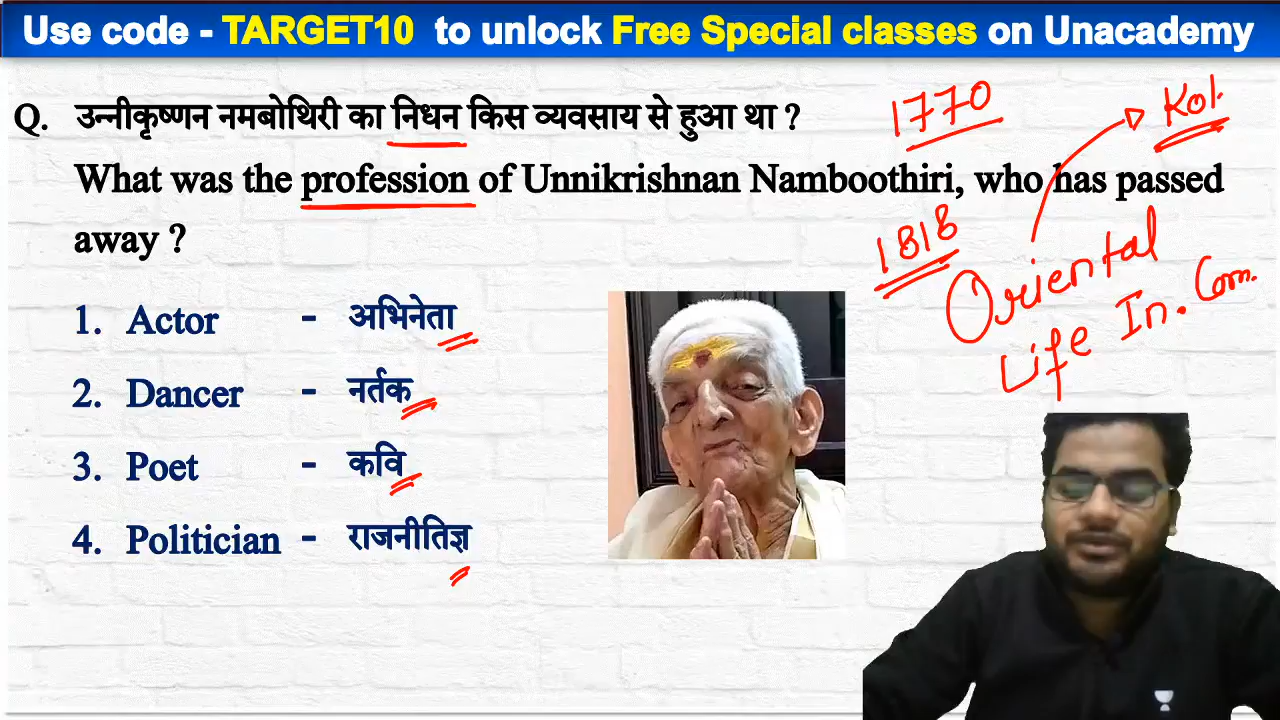 Use code - TARGET10 to unlock Free Special classes on Unacademy
Q. उन्नीकृष्णन नमबोथिरी का निधन किस व्यवसाय से हुआ था ?
What was the profession of Unnikrishnan Namboothiri, who has passed
away ?
1. Actor - अभिनेता
2. Dancer - नर्तक
3. Poet - कवि
4. Politician - राजनीतिज्ञ
1770
Kol.
1818
Oriental
Life In. Com.